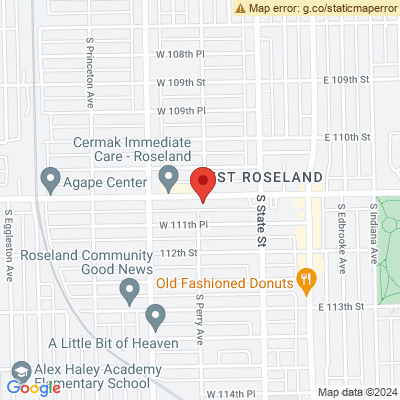 Map error: g.co/staticmaperror
W 108th Pl
S Princeton Ave
W 109th St
E 109th St
W 109th Pl
E 110th St
Cermak Immediate
Care - Roseland
EST ROSELAND
Agape Center
S State St
S Eggleston Ave
W 111th Pl
S Edbrooke Ave
S Indiana Ave
Roseland Community
Good News
112th St
Old Fashioned Donuts
S Perry Ave
E 113th St
A Little Bit of Heaven
Alex Haley Academy
Elementary School
Google
W 114th Pl
Map data ©2024